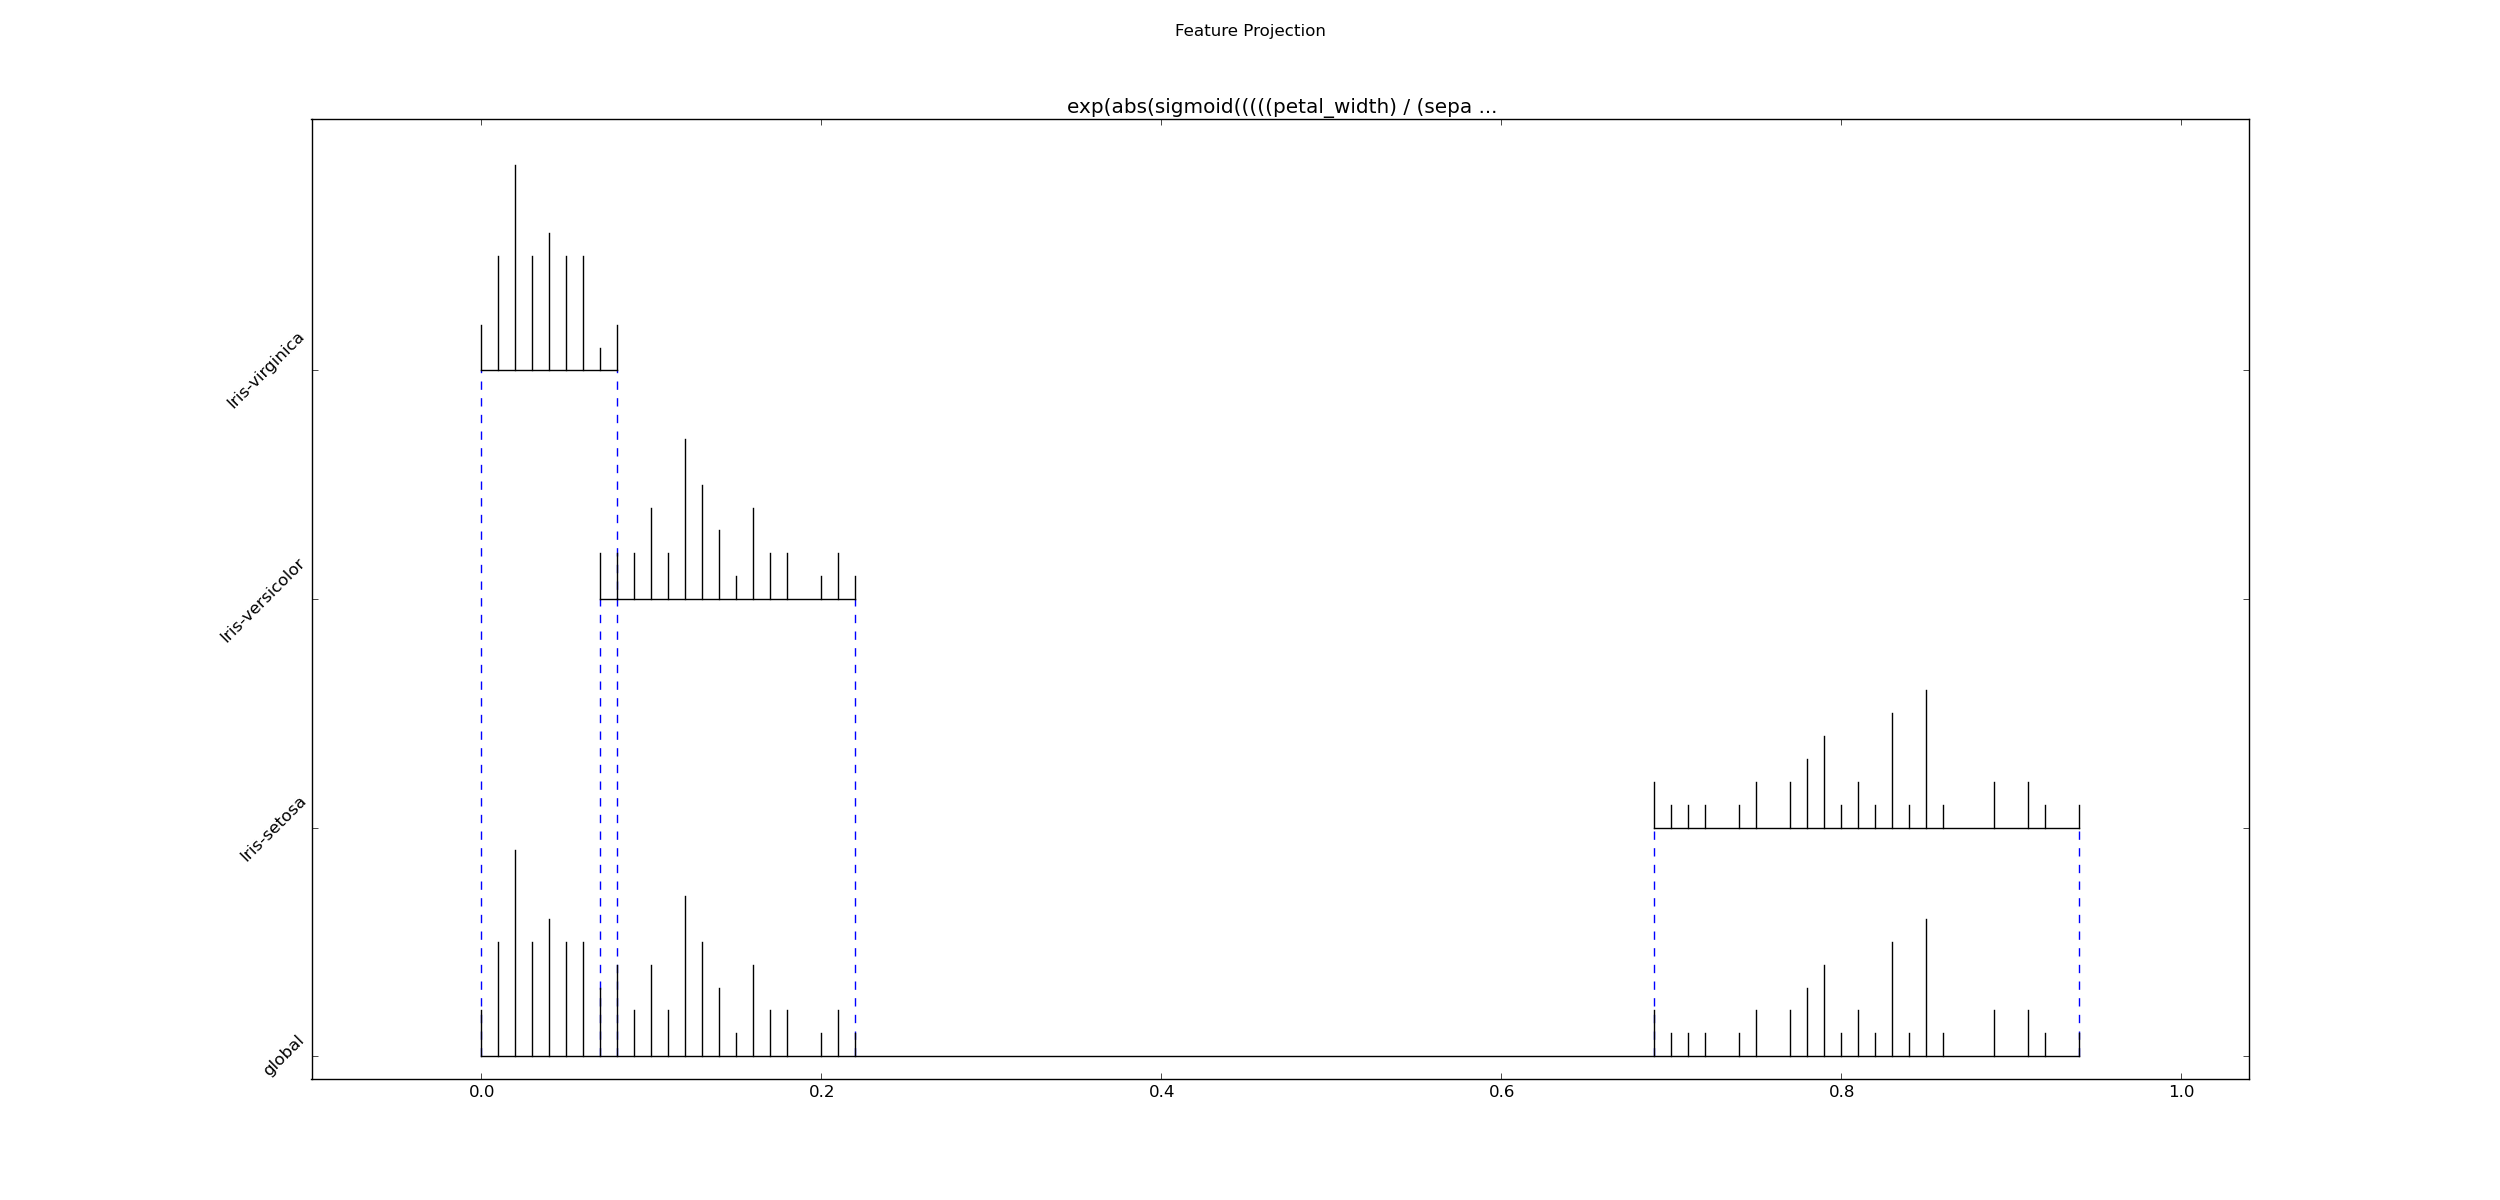 Feature Projection
exp(abs(sigmoid(((((petal_width) / (sepa ...
Iris-virginica
Iris-versicolor
Iris-setosa
global
0.0 0.2 0.4 0.6 0.8 1.0